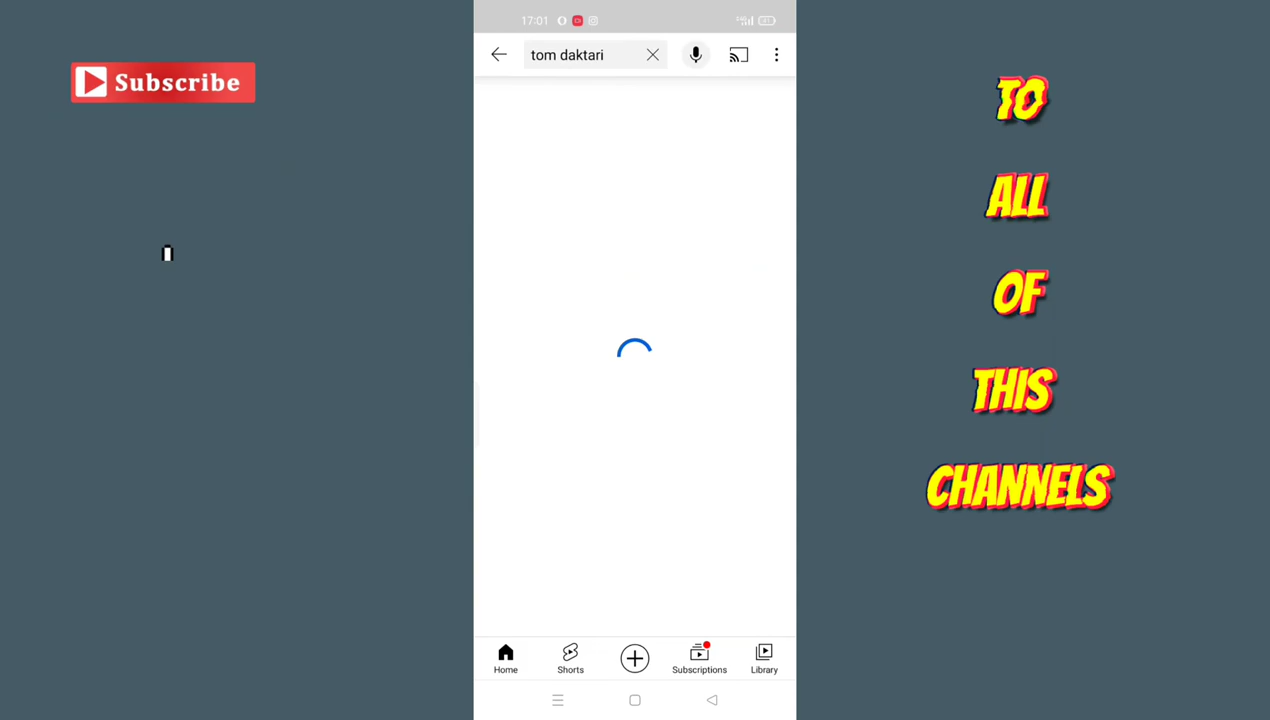 17:01
tom daktari
Subscribe
TO
ALL
OF
THIS
CHANNELS
Home
Shorts
Subscriptions
Library